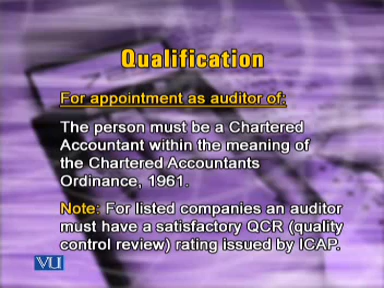 Qualification
For appointment as auditor of:
The person must be a Chartered
Accountant within the meaning of
the Chartered Accountants
Ordinance, 1961.
Note: For listed companies an auditor
must have a satisfactory QCR (quality
control review) rating issued by ICAP.
VU